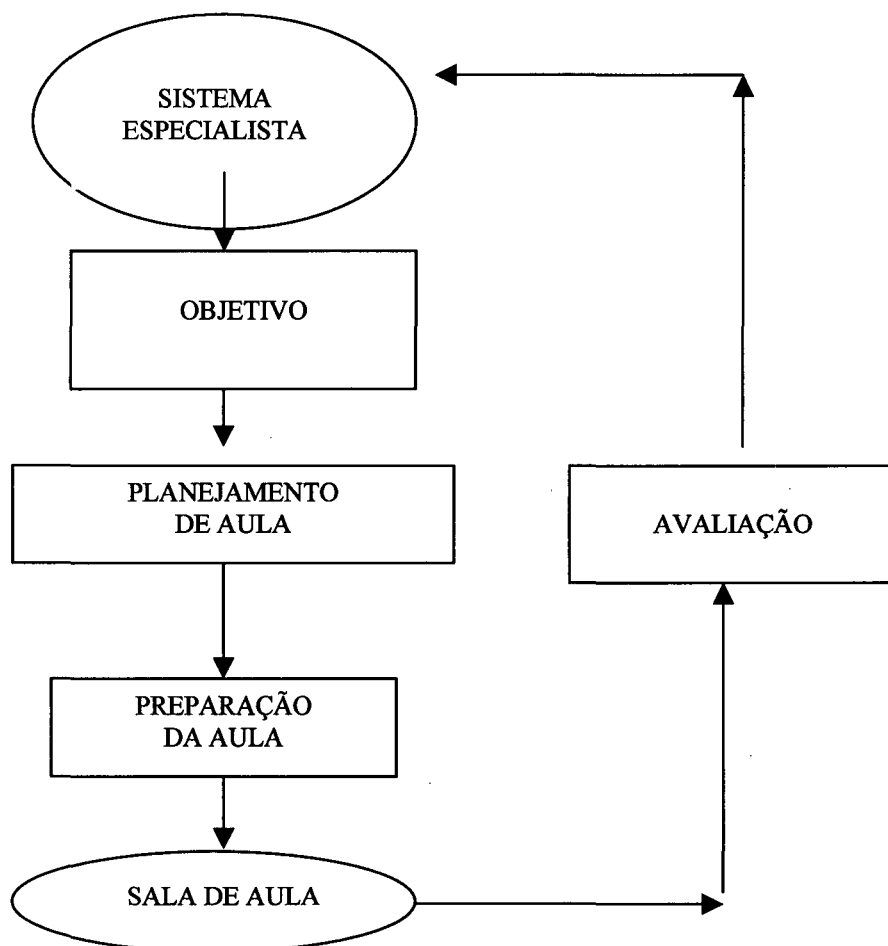 SISTEMA
ESPECIALISTA
OBJETIVO
PLANEJAMENTO
DE AULA
AVALIAÇÃO
PREPARAÇÃO
DA AULA
SALA DE AULA